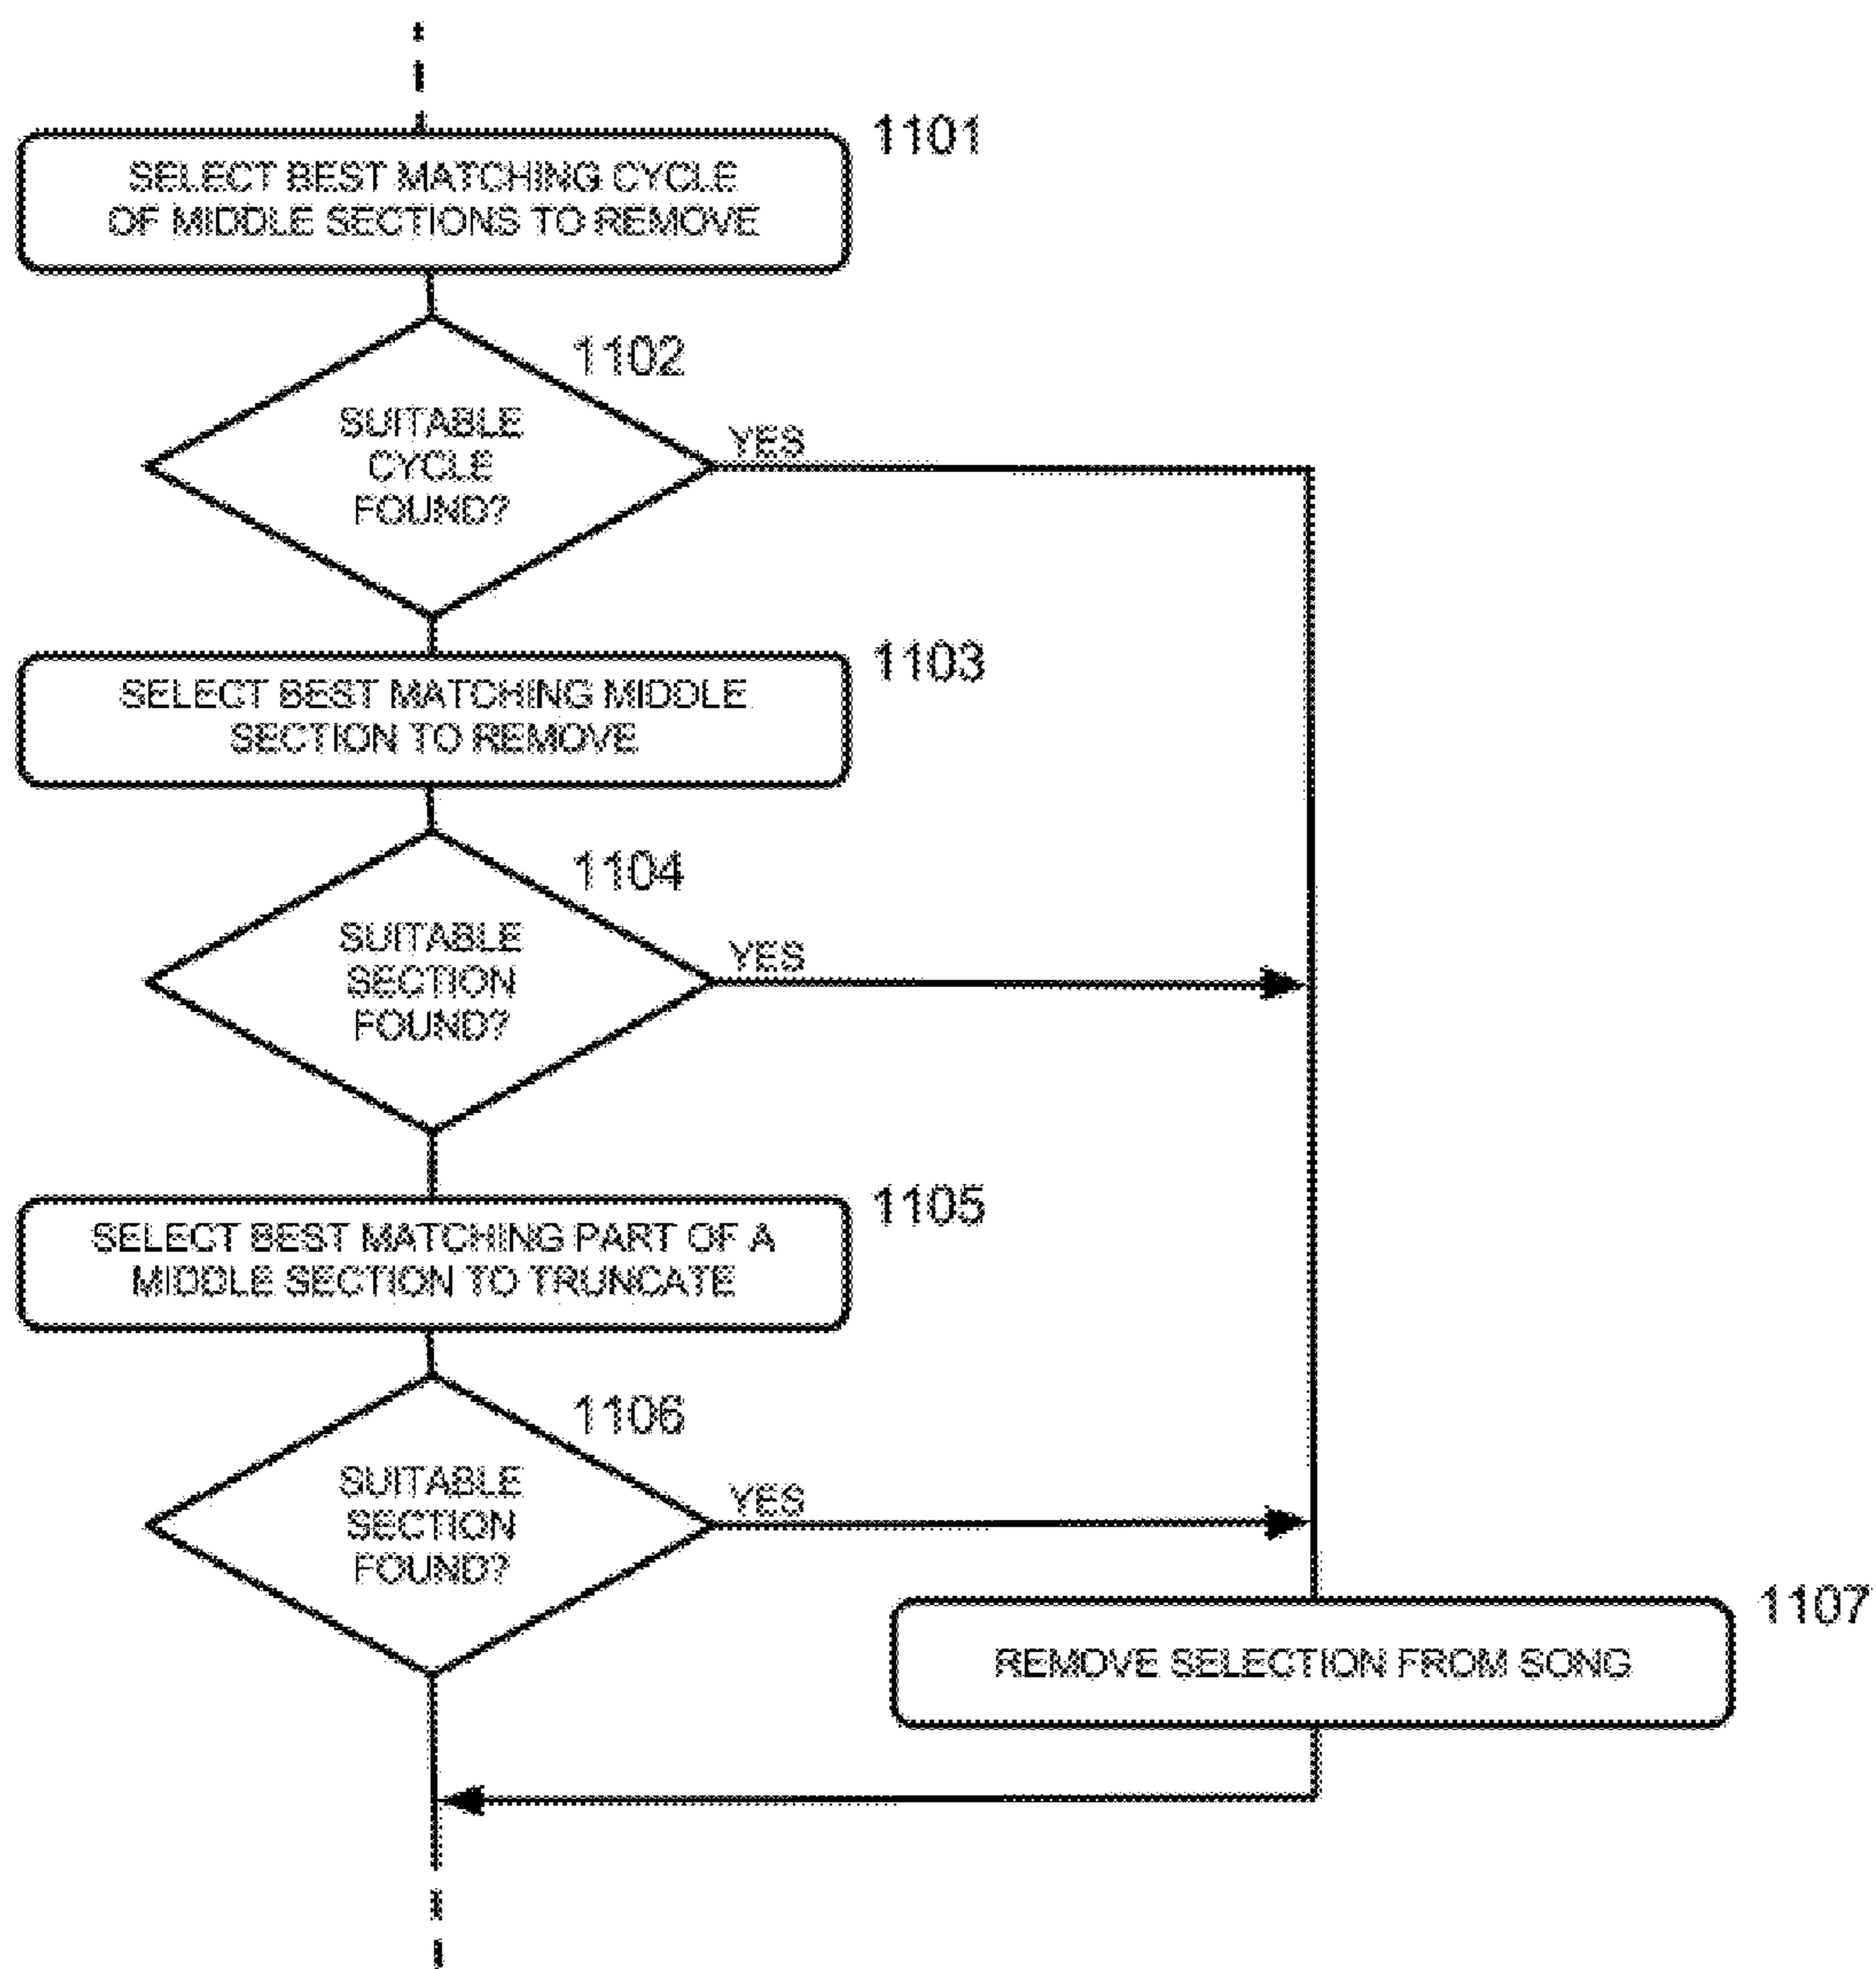 1101
SELECT BEST MATCHING CYCLE
OF MIDDLE SECTIONS TO REMOVE
1102
SUITABLE
CYCLE
FOUND?
YES
1103
SELECT BEST MATCHING MIDDLE
SECTION TO REMOVE
1104
SUITABLE
SECTION
FOUND?
YES
1105
SELECT BEST MATCHING PART OF A
MIDDLE SECTION TO TRUNCATE
1106
SUITABLE
SECTION
FOUND?
YES
1107
REMOVE SELECTION FROM SONG